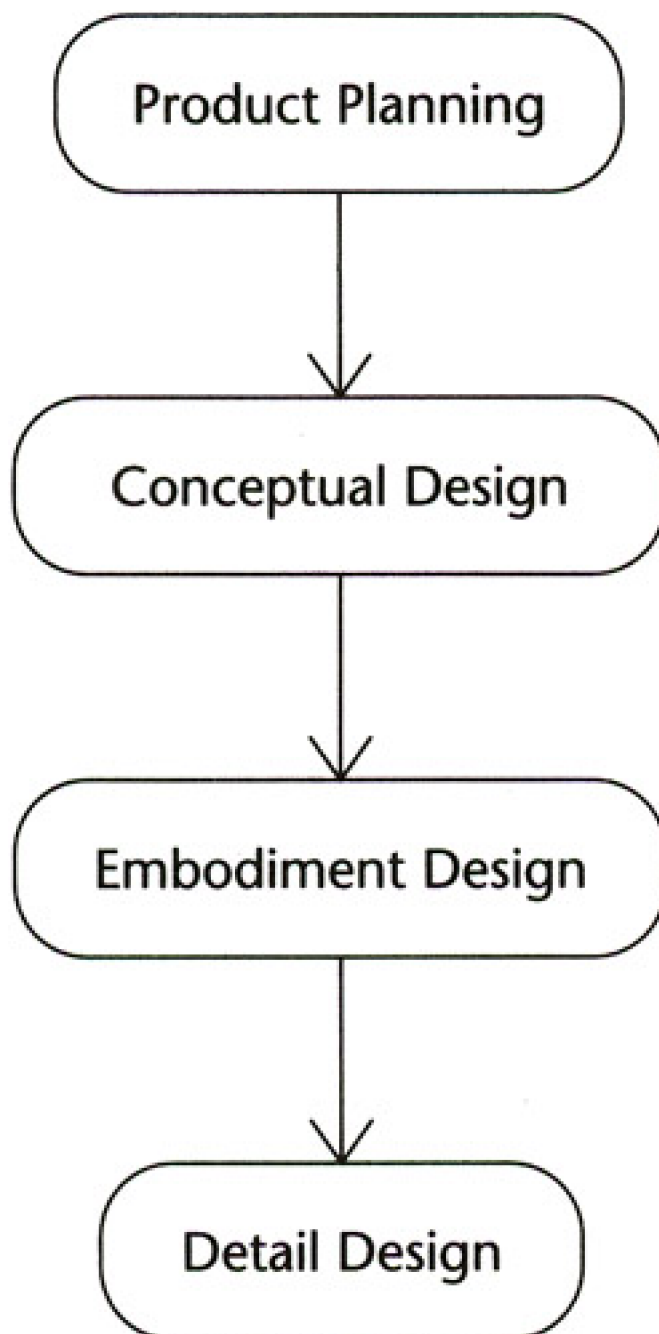 Product Planning
Conceptual Design
Embodiment Design
Detail Design